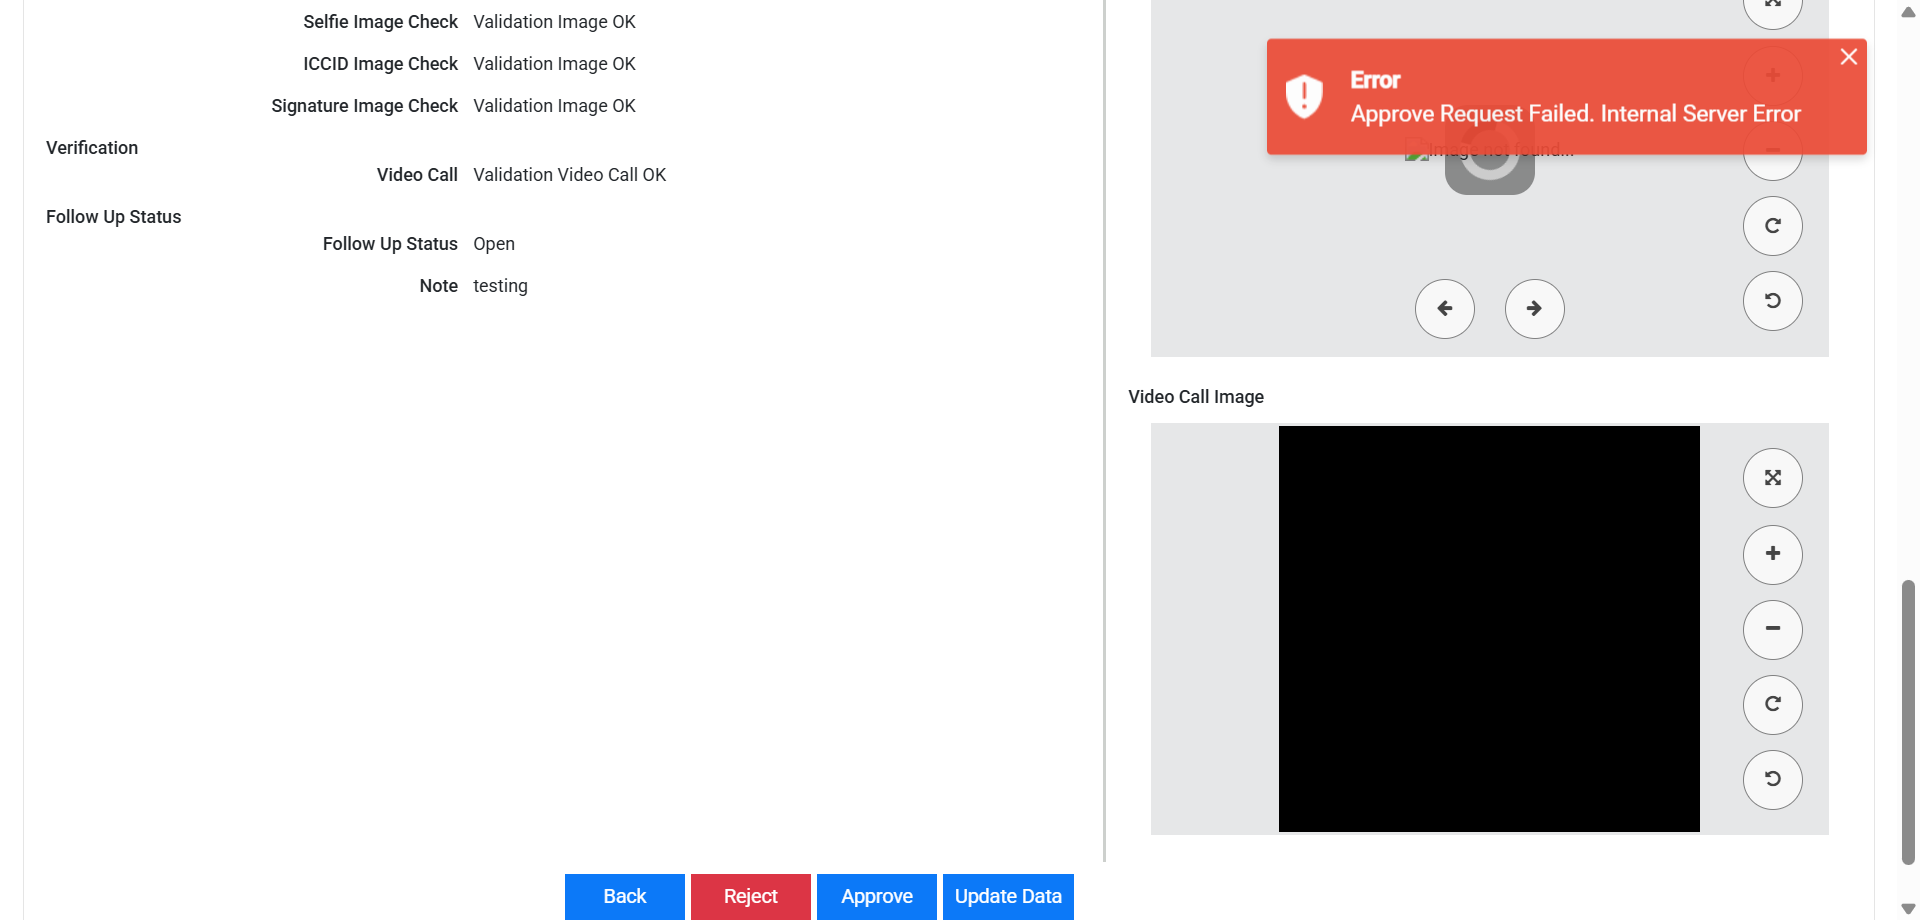 Selfie Image Check Validation Image OK
ICCID Image Check Validation Image OK
Signature Image Check Validation Image OK
Verification
Video Call Validation Video Call OK
Follow Up Status
Follow Up Status Open
Note testing
Error
Approve Request Failed. Internal Server Error
Image not found...
Video Call Image
Back
Reject
Approve
Update Data